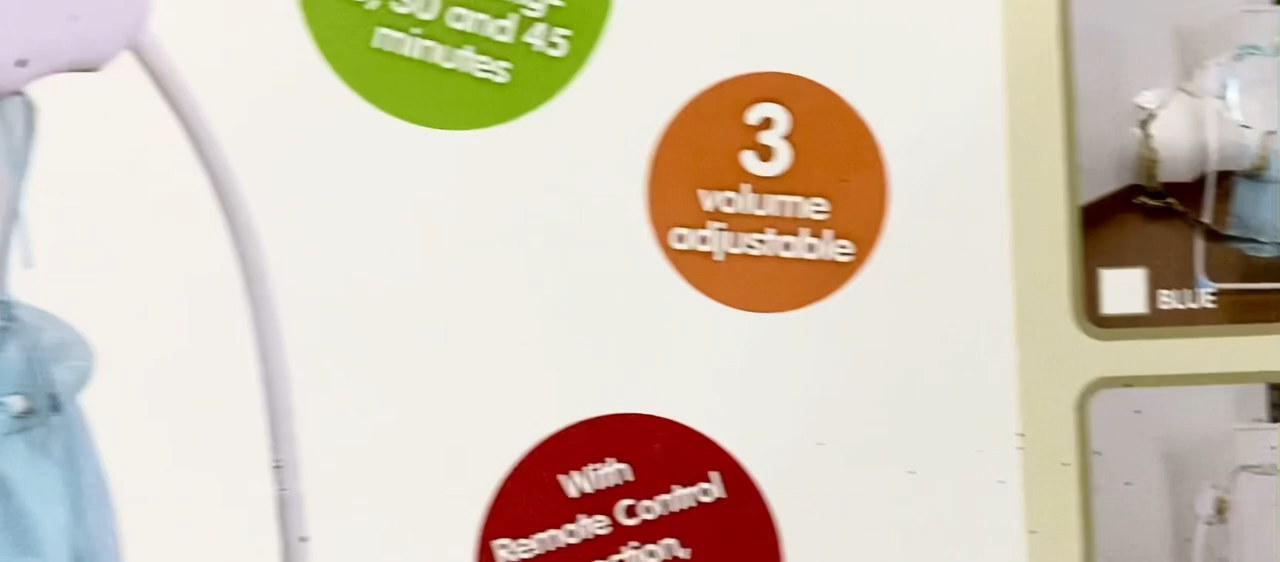 30 and 45
minutes
3
volume
adjustable
With
Remote Control
BLUE